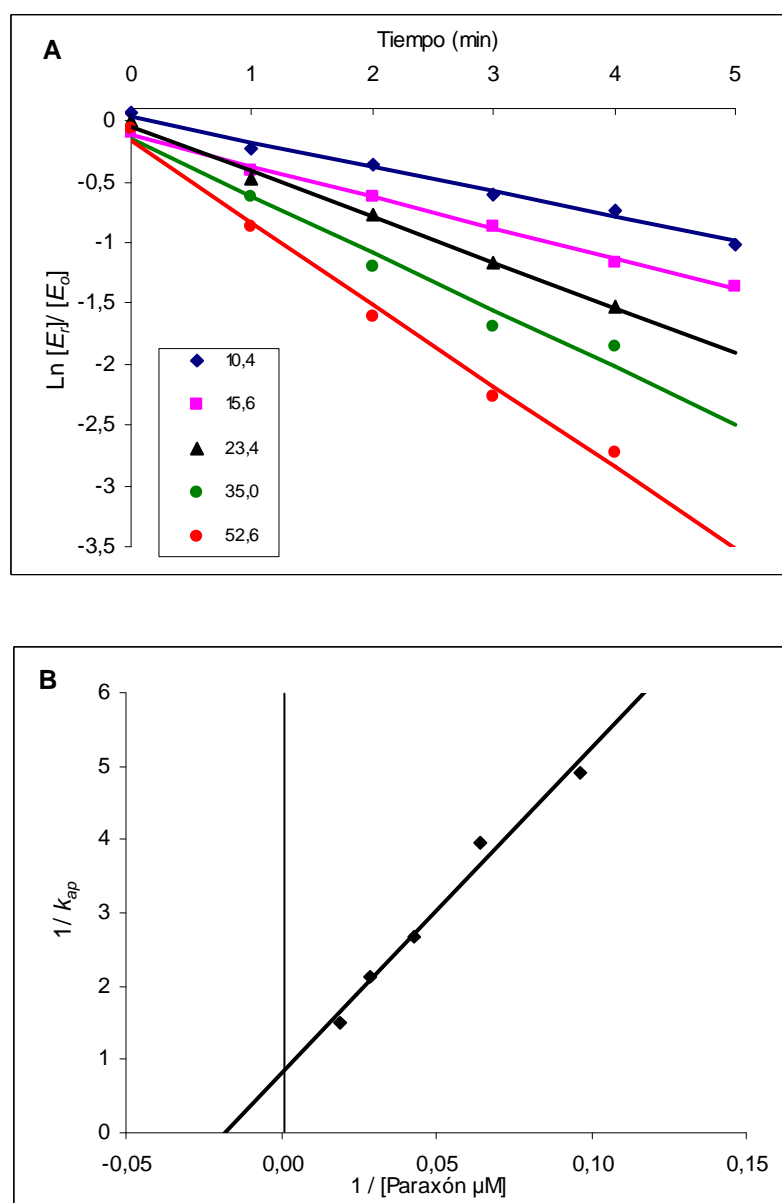 A
Tiempo (min)
0 1 2 3 4 5
0
-0,5
-1
-1,5
-2
-2,5
-3
-3,5
Ln [Er]/ [Eo]
10,4
15,6
23,4
35,0
52,6
B
6
5
4
3
2
1
0
1/ kap
-0,05 0,00 0,05 0,10 0,15
1 / [Paraxón µM]